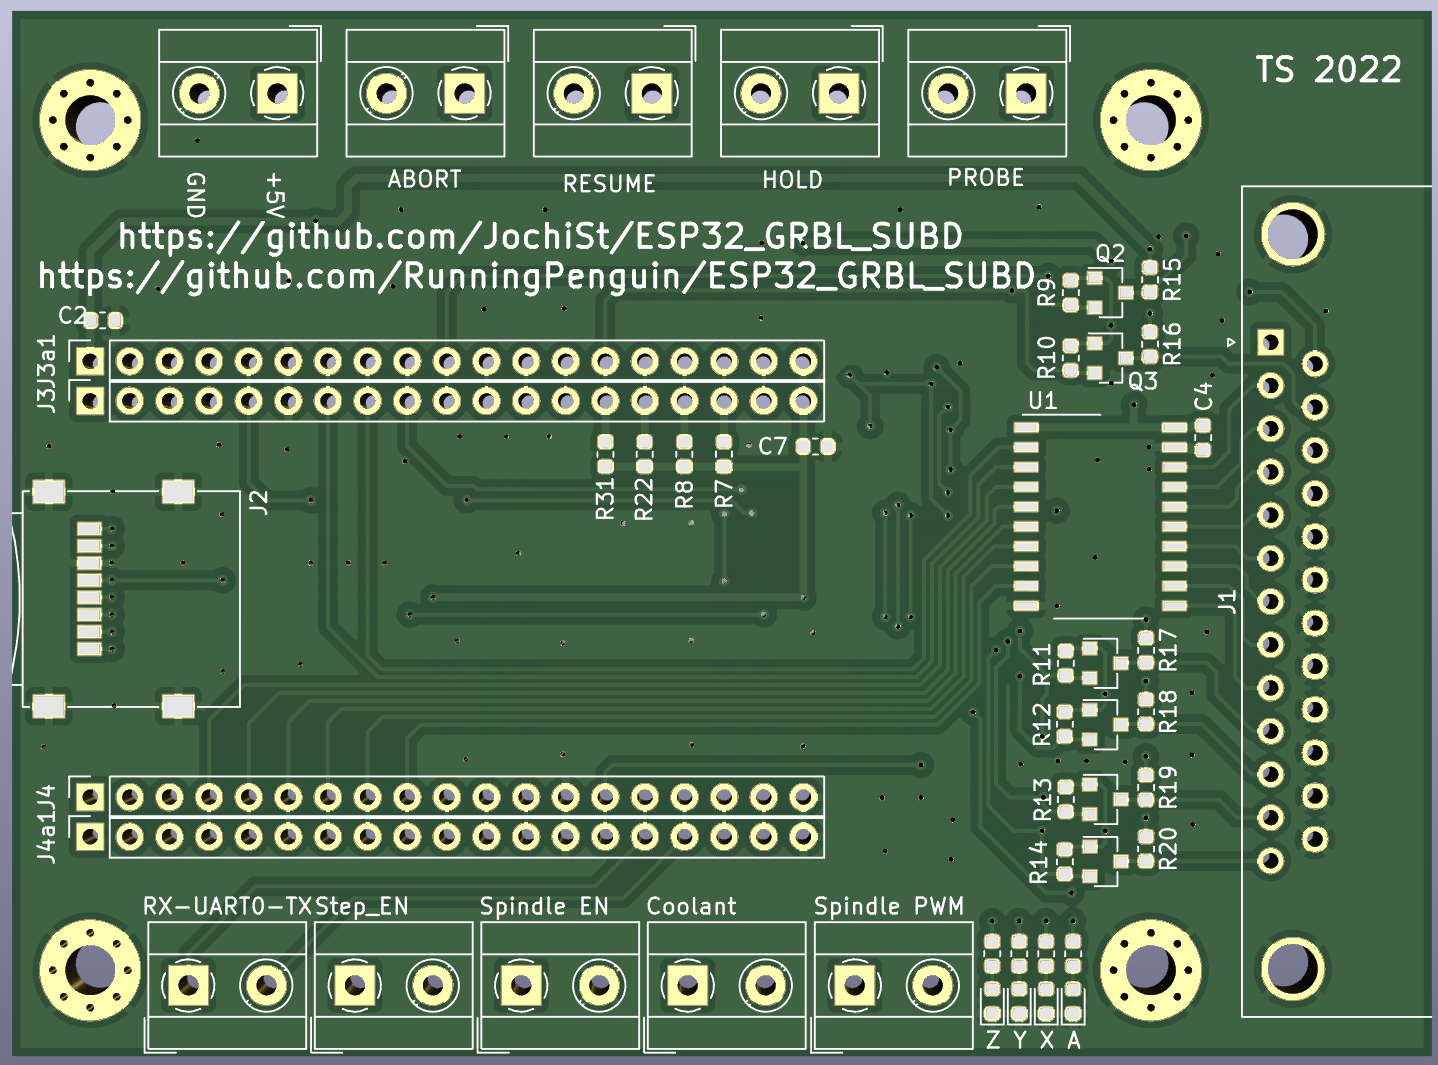 TS 2022
GND
+5V
ABORT
RESUME
HOLD
PROBE
https://github.com/JochiSt/ESP32_GRBL_SUBD
https://github.com/RunningPenguin/ESP32_GRBL_SUBD
Q2
R9
R15
C2
R10
R16
Q3
J3J3a1
U1
C4
C7
J2
R31
R22
R8
R7
J1
R11
R17
R12
R18
R13
R19
R14
R20
J4a1J4
RX-UART0-TX
Step_EN
Spindle EN
Coolant
Spindle PWM
Z Y X A